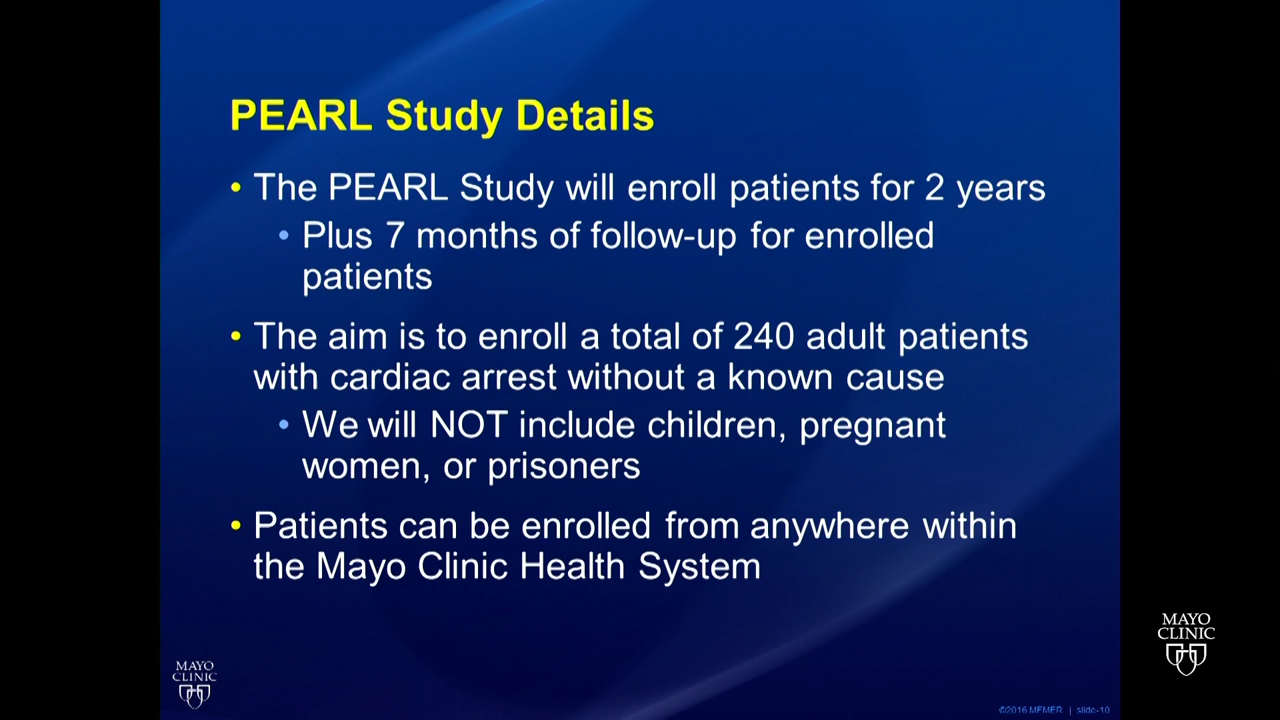 PEARL Study Details
• The PEARL Study will enroll patients for 2 years
• Plus 7 months of follow-up for enrolled
patients
• The aim is to enroll a total of 240 adult patients
with cardiac arrest without a known cause
• We will NOT include children, pregnant
women, or prisoners
• Patients can be enrolled from anywhere within
the Mayo Clinic Health System
MAYO
CLINIC
MAYO
CLINIC
©2016 MFMER | slide-10